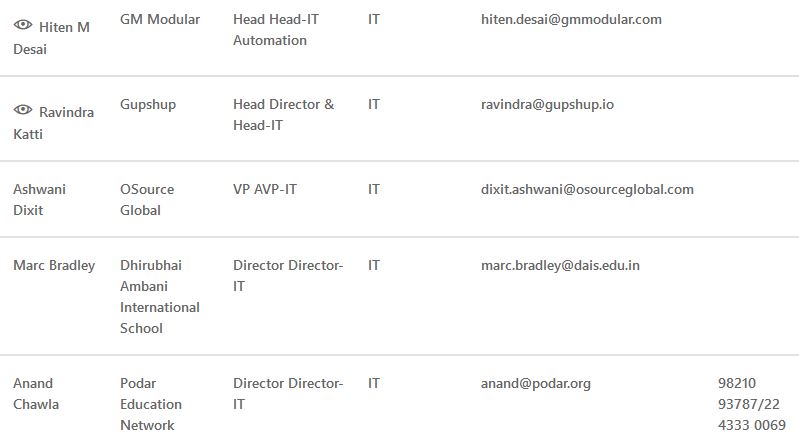 Hiten M Desai GM Modular Head Head-IT Automation IT hiten.desai@gmmodular.com
Ravindra Katti Gupshup Head Director & Head-IT IT ravindra@gupshup.io
Ashwani Dixit OSource Global VP AVP-IT IT dixit.ashwani@osourceglobal.com
Marc Bradley Dhirubhai Ambani International School Director Director-IT IT marc.bradley@dais.edu.in
Anand Chawla Podar Education Network Director Director-IT IT anand@podar.org 98210 93787/22 4333 0069